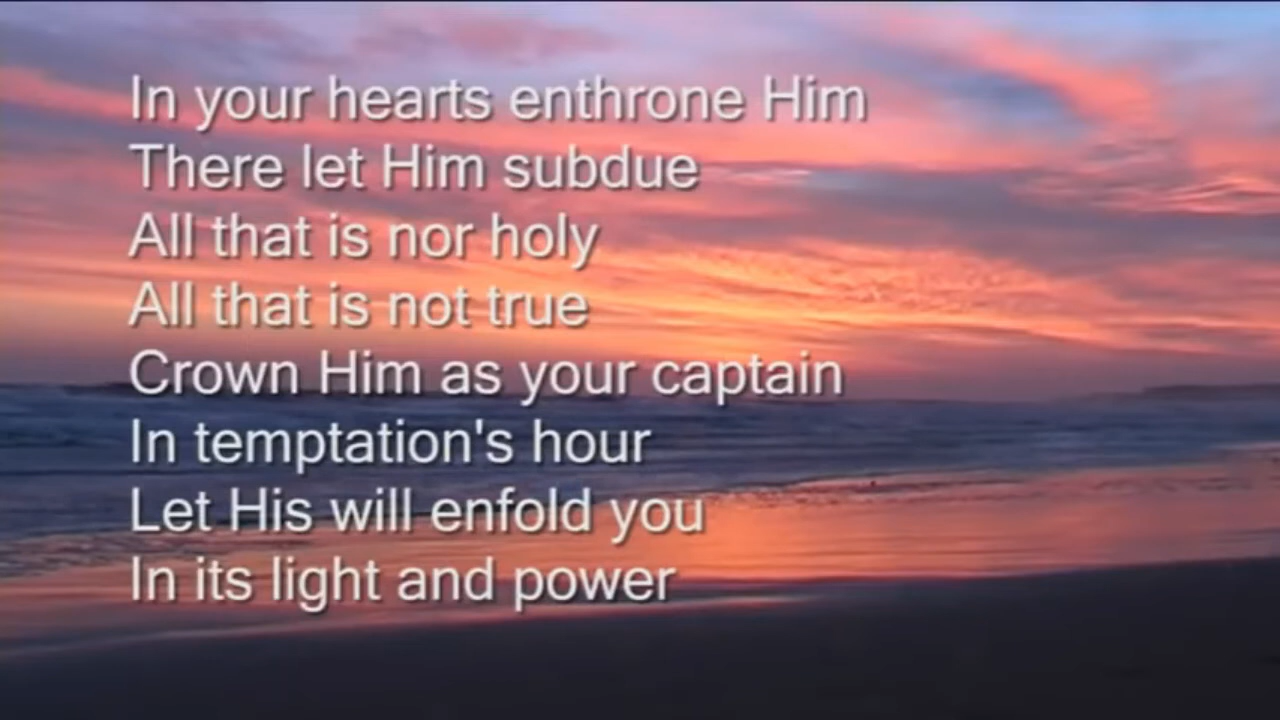 In your hearts enthrone Him
There let Him subdue
All that is nor holy
All that is not true
Crown Him as your captain
In temptation's hour
Let His will enfold you
In its light and power